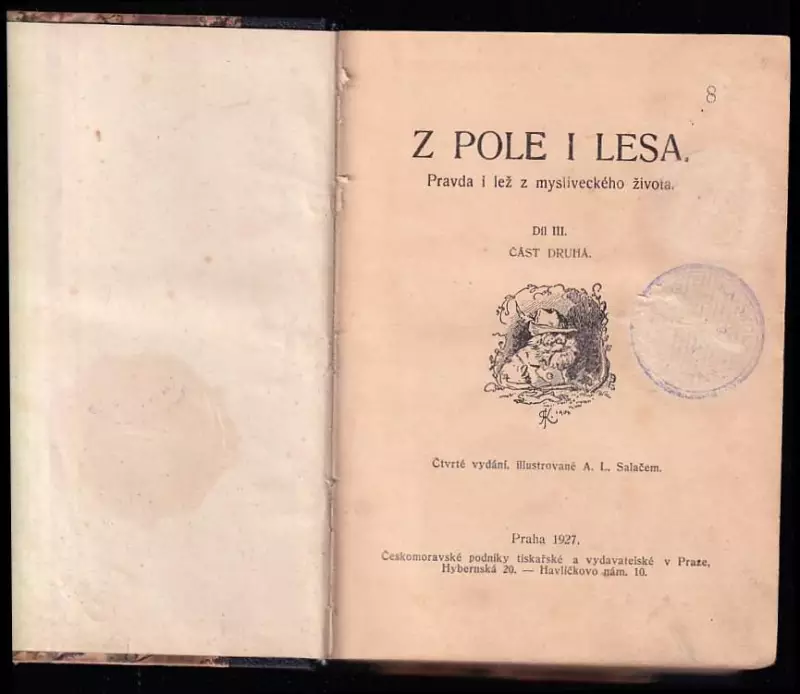 8
Z POLE I LESA.
Pravda i lež z mysliveckého života.
Díl III.
ČÁST DRUHÁ.
Čtvrté vydání, illustrované A. L. Salačem.
Praha 1927,
Českomoravské podniky tiskařské a vydavatelské v Praze,
Hybernská 20. — Havlíčkovo nám. 10.